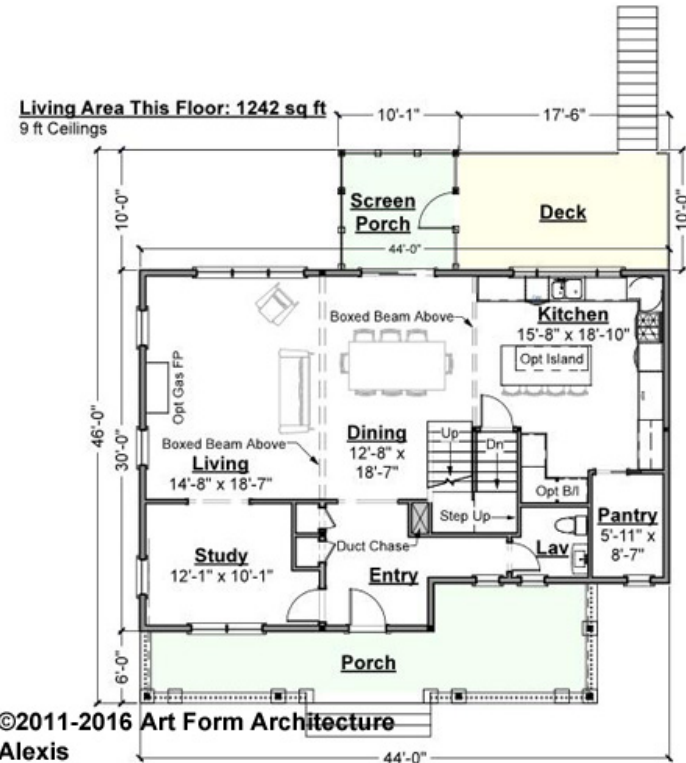 Living Area This Floor: 1242 sq ft
9 ft Ceilings
10'-1"
17'-6"
10'-0"
Screen
Porch
Deck
10'-0"
44'-0"
Boxed Beam Above
Kitchen
15'-8" x 18'-10"
Opt Island
Opt Gas FP
46'-0"
30'-0"
Boxed Beam Above
Dining
12'-8" x
18'-7"
Up
Dn
Living
14'-8" x 18'-7"
Opt B/I
Step Up
Pantry
5'-11" x
8'-7"
Duct Chase
Lav
Study
12'-1" x 10'-1"
Entry
6'-0"
Porch
©2011-2016 Art Form Architecture
Alexis
44'-0"